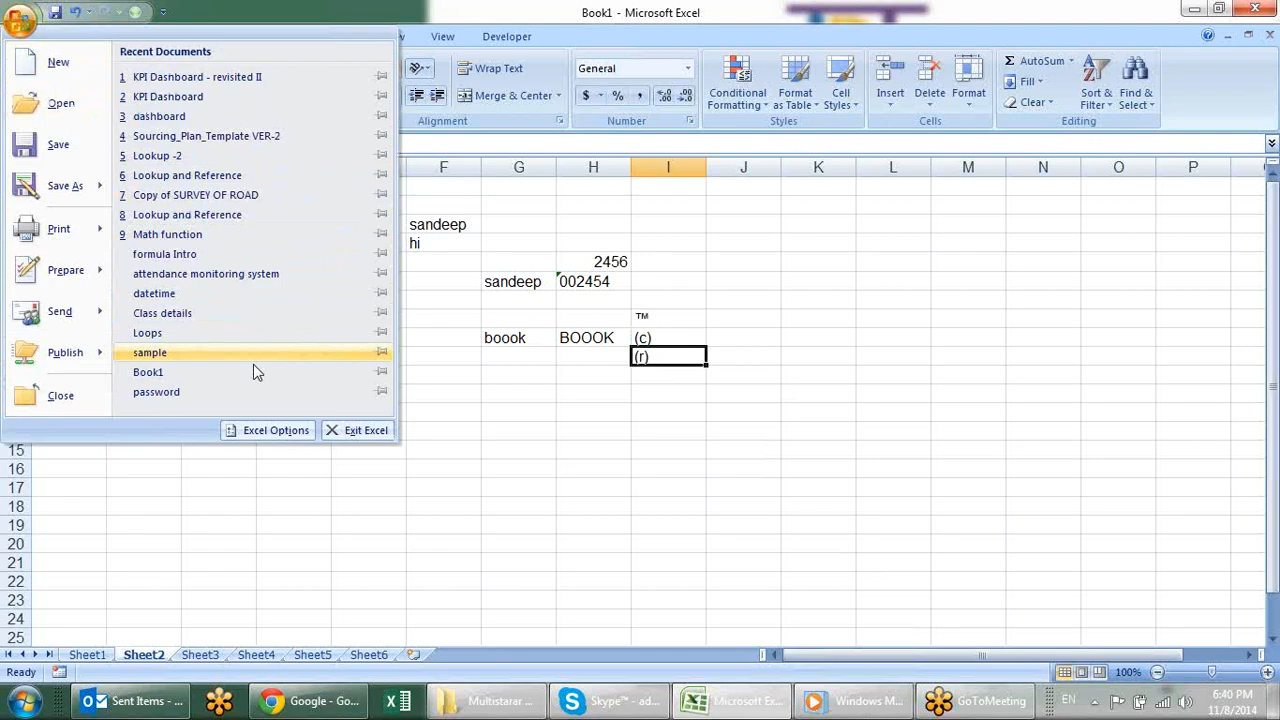 Book1 - Microsoft Excel
View Developer
Recent Documents
New
Open
Save
Save As
Print
Prepare
Send
Publish
Close
1 KPI Dashboard - revisited II
2 KPI Dashboard
3 dashboard
4 Sourcing_Plan_Template VER-2
5 Lookup -2
6 Lookup and Reference
7 Copy of SURVEY OF ROAD
8 Lookup and Reference
9 Math function
formula Intro
attendance monitoring system
datetime
Class details
Loops
sample
Book1
password
Excel Options Exit Excel
Wrap Text
Merge & Center
Alignment
General
$ % ,
Number
Conditional Formatting
Format as Table
Cell Styles
Styles
Insert Delete Format
Cells
AutoSum
Fill
Clear
Sort & Filter
Find & Select
Editing
F G H I J K L M N O P
sandeep
hi
2456
sandeep 002454
™
boook BOOOK (c)
(r)
15
16
17
18
19
20
21
22
23
24
25
Sheet1 Sheet2 Sheet3 Sheet4 Sheet5 Sheet6
Ready 100%
Sent Items - ... Google - Go... Multistarar ... Skype™ - ad... Microsoft Ex... Windows M... GoToMeeting EN
6:40 PM
11/8/2014